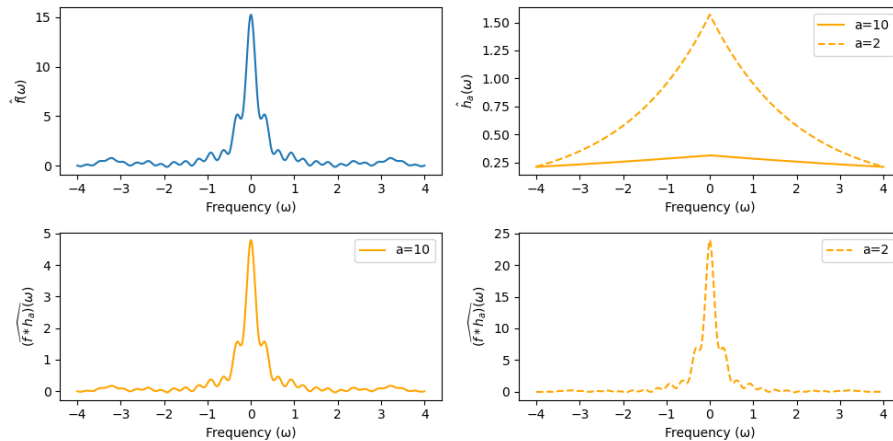 15
10
5
0
f̂(ω)
−4 −3 −2 −1 0 1 2 3 4
Frequency (ω)
1.50
1.25
1.00
0.75
0.50
0.25
ĥₐ(ω)
a=10
a=2
−4 −3 −2 −1 0 1 2 3 4
Frequency (ω)
5
4
3
2
1
0
(f * hₐ)̂(ω)
a=10
−4 −3 −2 −1 0 1 2 3 4
Frequency (ω)
25
20
15
10
5
0
(f * hₐ)̂(ω)
a=2
−4 −3 −2 −1 0 1 2 3 4
Frequency (ω)